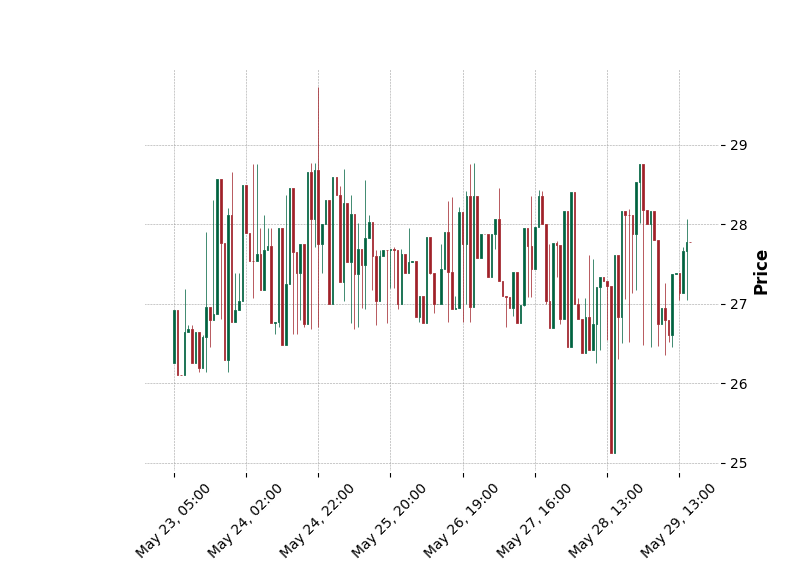 29
28
27
26
25
Price
May 23, 05:00
May 24, 02:00
May 24, 22:00
May 25, 20:00
May 26, 19:00
May 27, 16:00
May 28, 13:00
May 29, 13:00